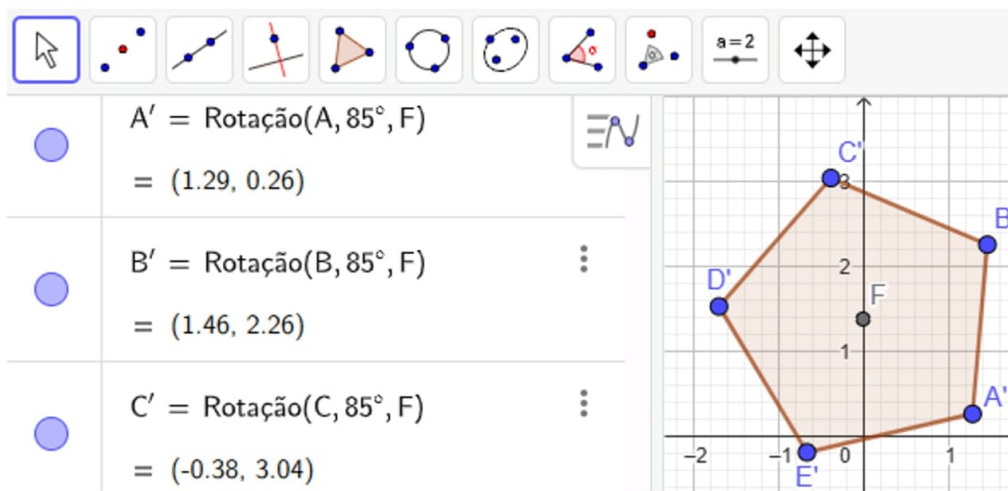 a=2
A′ = Rotação(A, 85°, F)
= (1.29, 0.26)
B′ = Rotação(B, 85°, F)
= (1.46, 2.26)
C′ = Rotação(C, 85°, F)
= (-0.38, 3.04)
C'
3
B
2
D'
F
1
A'
−2 −1 0 1
E'